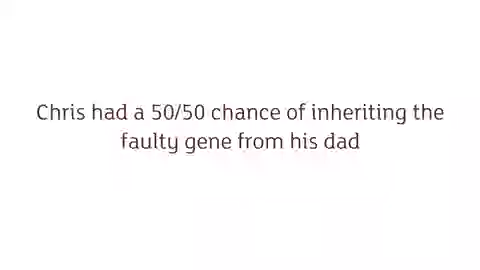 Chris had a 50/50 chance of inheriting the
faulty gene from his dad